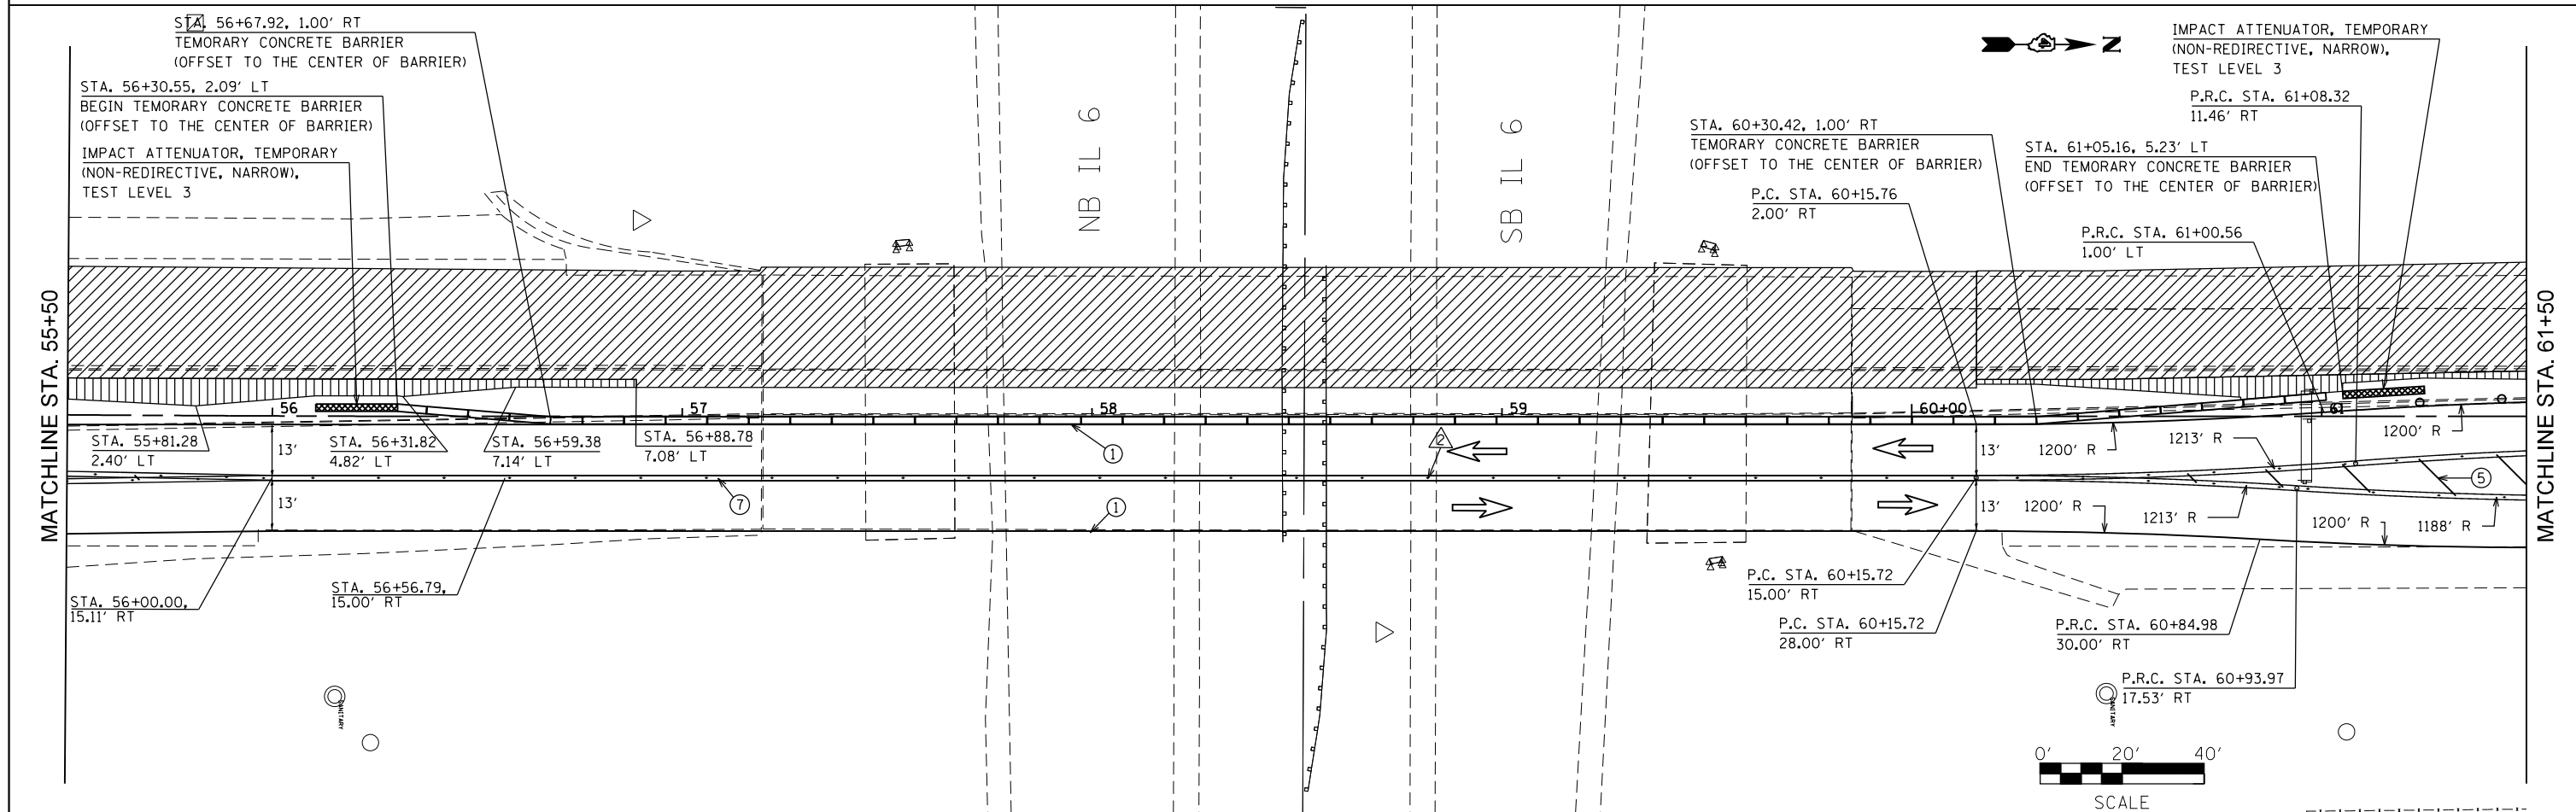 STA. 56+67.92, 1.00' RT
TEMORARY CONCRETE BARRIER
(OFFSET TO THE CENTER OF BARRIER)
STA. 56+30.55, 2.09' LT
BEGIN TEMORARY CONCRETE BARRIER
(OFFSET TO THE CENTER OF BARRIER)
IMPACT ATTENUATOR, TEMPORARY
(NON-REDIRECTIVE, NARROW),
TEST LEVEL 3
NB IL 6
SB IL 6
N
IMPACT ATTENUATOR, TEMPORARY
(NON-REDIRECTIVE, NARROW),
TEST LEVEL 3
P.R.C. STA. 61+08.32
11.46' RT
STA. 60+30.42, 1.00' RT
TEMORARY CONCRETE BARRIER
(OFFSET TO THE CENTER OF BARRIER)
STA. 61+05.16, 5.23' LT
END TEMORARY CONCRETE BARRIER
(OFFSET TO THE CENTER OF BARRIER)
P.C. STA. 60+15.76
2.00' RT
P.R.C. STA. 61+00.56
1.00' LT
MATCHLINE STA. 55+50
MATCHLINE STA. 61+50
56
57
58
59
60+00
61
STA. 55+81.28
2.40' LT
13'
STA. 56+31.82
4.82' LT
STA. 56+59.38
7.14' LT
STA. 56+88.78
7.08' LT
1
2
13'
1200' R
1213' R
1200' R
5
13'
7
1
13'
1200' R
1213' R
1200' R
1188' R
STA. 56+00.00,
15.11' RT
STA. 56+56.79,
15.00' RT
P.C. STA. 60+15.72
15.00' RT
P.C. STA. 60+15.72
28.00' RT
P.R.C. STA. 60+84.98
30.00' RT
P.R.C. STA. 60+93.97
17.53' RT
SANITARY
SANITARY
0' 20' 40'
SCALE